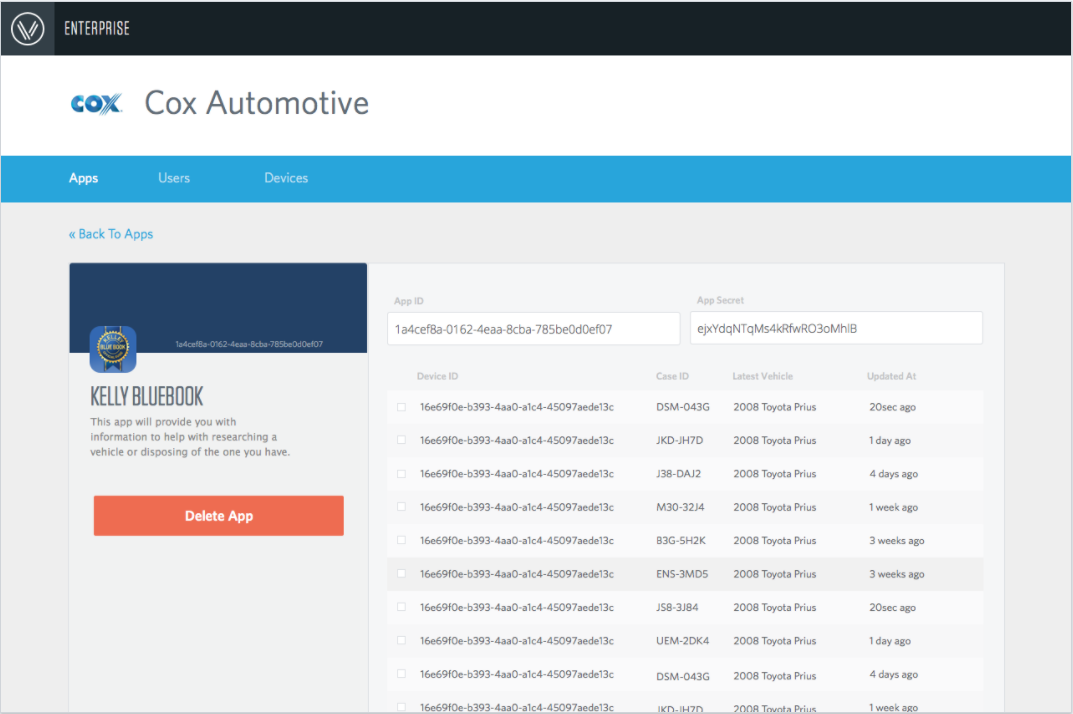 ENTERPRISE
COX Cox Automotive
Apps Users Devices
« Back To Apps
1a4cef8a-0162-4eaa-8cba-785be0d0ef07
KELLEY
BLUE BOOK
KELLY BLUEBOOK
This app will provide you with
information to help with researching a
vehicle or disposing of the one you have.
Delete App
App ID App Secret
1a4cef8a-0162-4eaa-8cba-785be0d0ef07 ejxYdqNTqMs4kRfwRO3oMhlB
Device ID Case ID Latest Vehicle Updated At
16e69f0e-b393-4aa0-a1c4-45097aede13c DSM-043G 2008 Toyota Prius 20sec ago
16e69f0e-b393-4aa0-a1c4-45097aede13c JKD-JH7D 2008 Toyota Prius 1 day ago
16e69f0e-b393-4aa0-a1c4-45097aede13c J38-DAJ2 2008 Toyota Prius 4 days ago
16e69f0e-b393-4aa0-a1c4-45097aede13c M30-32J4 2008 Toyota Prius 1 week ago
16e69f0e-b393-4aa0-a1c4-45097aede13c B3G-5H2K 2008 Toyota Prius 3 weeks ago
16e69f0e-b393-4aa0-a1c4-45097aede13c ENS-3MD5 2008 Toyota Prius 3 weeks ago
16e69f0e-b393-4aa0-a1c4-45097aede13c J58-3J84 2008 Toyota Prius 20sec ago
16e69f0e-b393-4aa0-a1c4-45097aede13c UEM-2DK4 2008 Toyota Prius 1 day ago
16e69f0e-b393-4aa0-a1c4-45097aede13c DSM-043G 2008 Toyota Prius 4 days ago
16e69f0e-b393-4aa0-a1c4-45097aede13c JKD-JH7D 2008 Toyota Prius 1 week ago